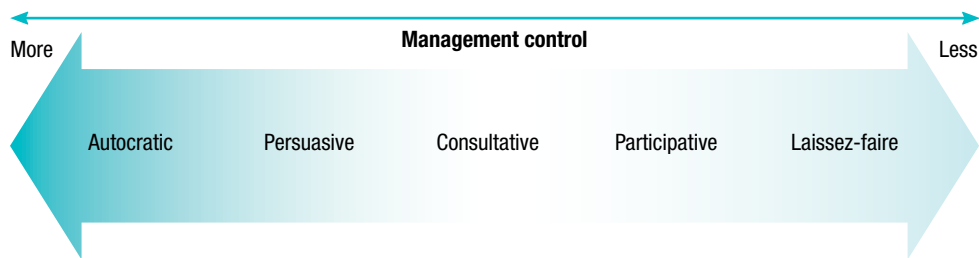 Management control
More
Less
Autocratic Persuasive Consultative Participative Laissez-faire